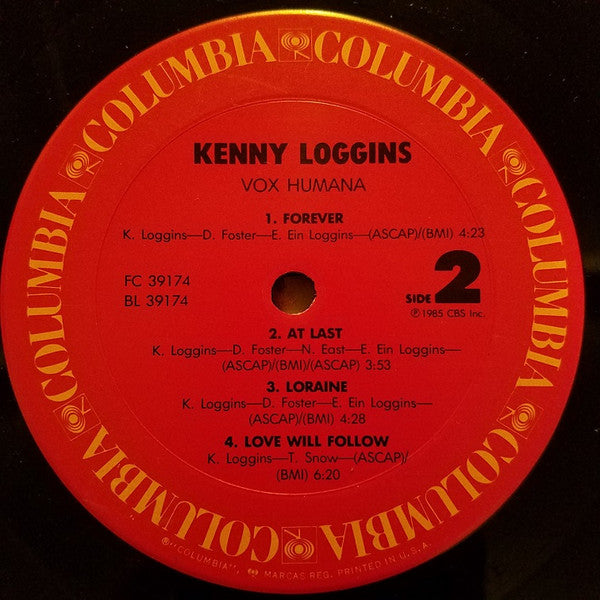 COLUMBIA COLUMBIA COLUMBIA COLUMBIA COLUMBIA COLUMBIA
KENNY LOGGINS
VOX HUMANA
1. FOREVER
K. Loggins—D. Foster—E. Ein Loggins—(ASCAP)/(BMI) 4:23
FC 39174
BL 39174
SIDE 2
℗ 1985 CBS Inc.
2. AT LAST
K. Loggins—D. Foster—N. East—E. Ein Loggins—
(ASCAP)/(BMI)/(ASCAP) 3:53
3. LORAINE
K. Loggins—D. Foster—E. Ein Loggins—
(ASCAP)/(BMI) 4:28
4. LOVE WILL FOLLOW
K. Loggins—T. Snow—(ASCAP)/
(BMI) 6:20
®"COLUMBIA", MARCAS REG. PRINTED IN U.S.A.